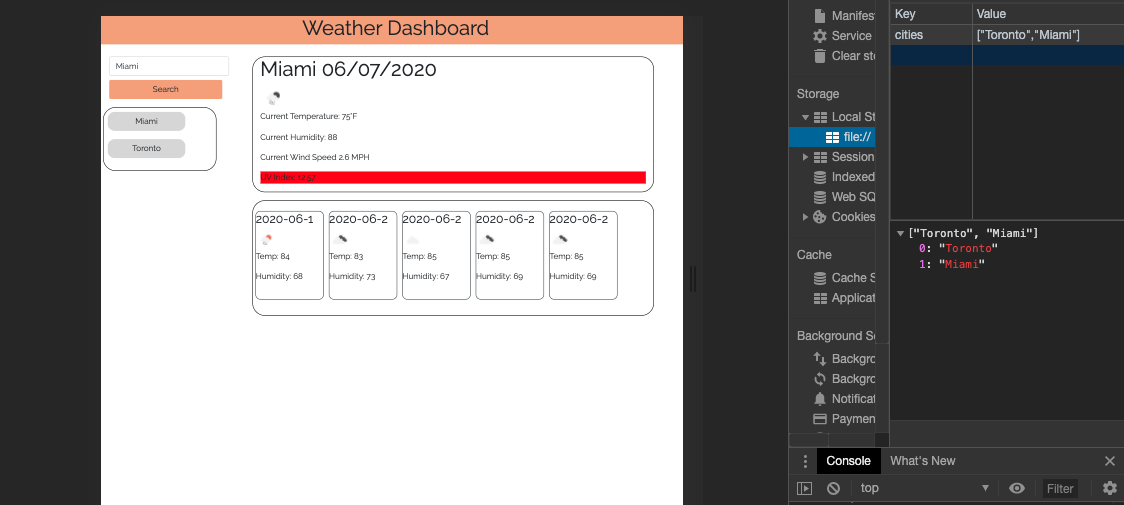 Weather Dashboard
Miami
Search
Miami
Toronto
Miami 06/07/2020
Current Temperature: 75°F
Current Humidity: 88
Current Wind Speed 2.6 MPH
UV Index: 12.57
2020-06-1
Temp: 84
Humidity: 68
2020-06-2
Temp: 83
Humidity: 73
2020-06-2
Temp: 85
Humidity: 67
2020-06-2
Temp: 85
Humidity: 69
2020-06-2
Temp: 85
Humidity: 69
Manifes
Service
Clear sto
Storage
Local St
file://
Session
Indexed
Web SQ
Cookies
Cache
Cache S
Applicat
Background Se
Backgro
Backgro
Notificat
Paymen
Key Value
cities ["Toronto","Miami"]
["Toronto", "Miami"]
0: "Toronto"
1: "Miami"
Console What's New
top Filter